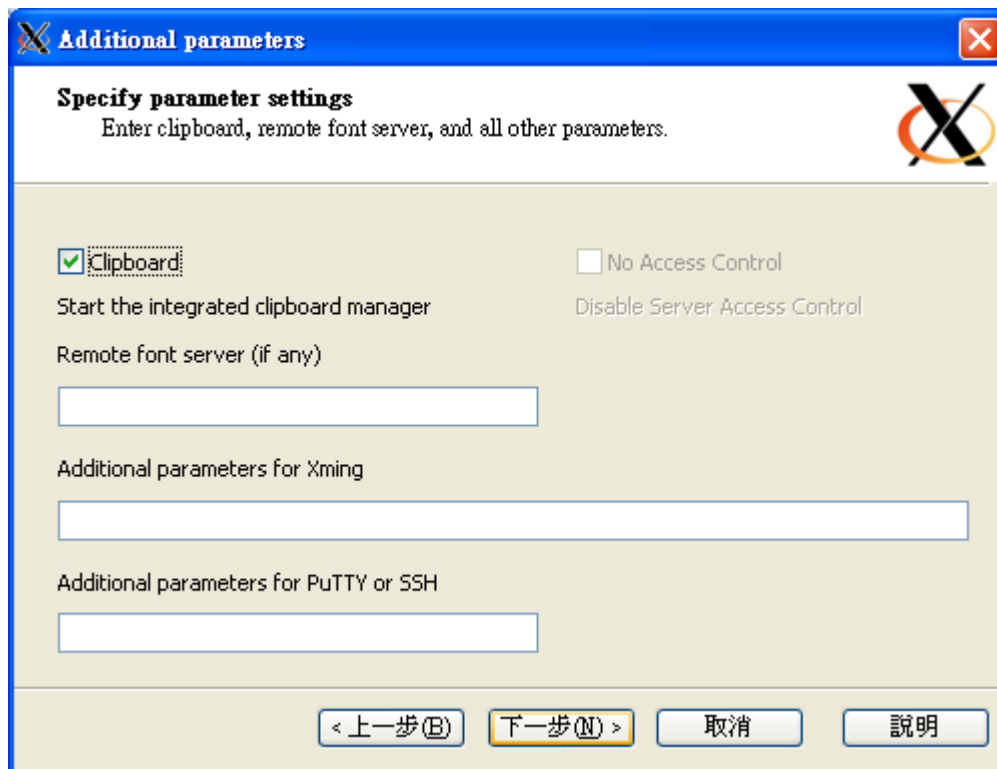 Additional parameters
Specify parameter settings
Enter clipboard, remote font server, and all other parameters.
Clipboard
No Access Control
Start the integrated clipboard manager
Disable Server Access Control
Remote font server (if any)
Additional parameters for Xming
Additional parameters for PuTTY or SSH
< 上一步(B)
下一步(N) >
取消
說明